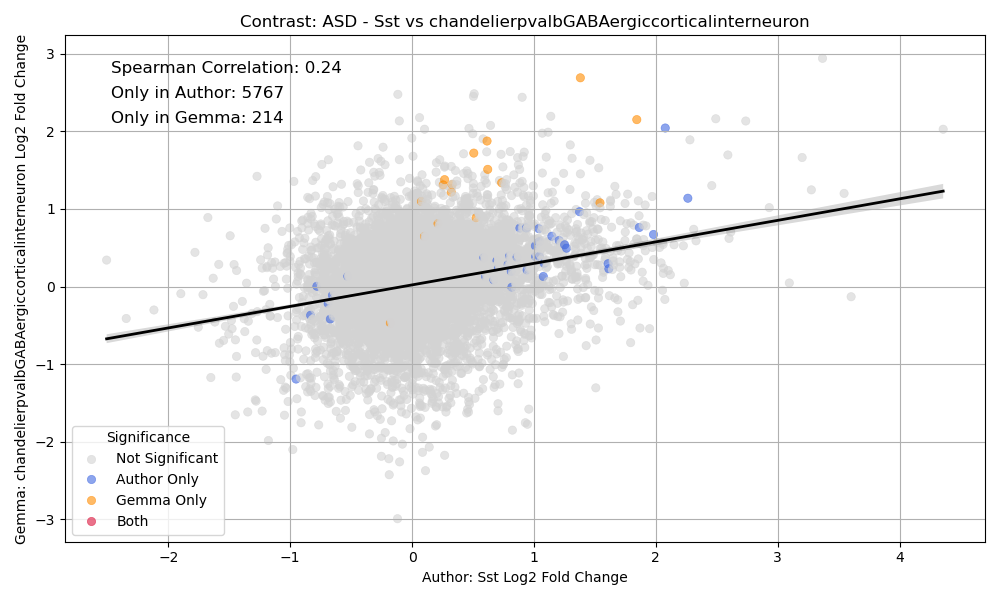 Contrast: ASD - Sst vs chandelierpvalbGABAergiccorticalinterneuron
Gemma: chandelierpvalbGABAergiccorticalinterneuron Log2 Fold Change
3
2
1
0
−1
−2
−3
Spearman Correlation: 0.24
Only in Author: 5767
Only in Gemma: 214
Significance
Not Significant
Author Only
Gemma Only
Both
−2 −1 0 1 2 3 4
Author: Sst Log2 Fold Change